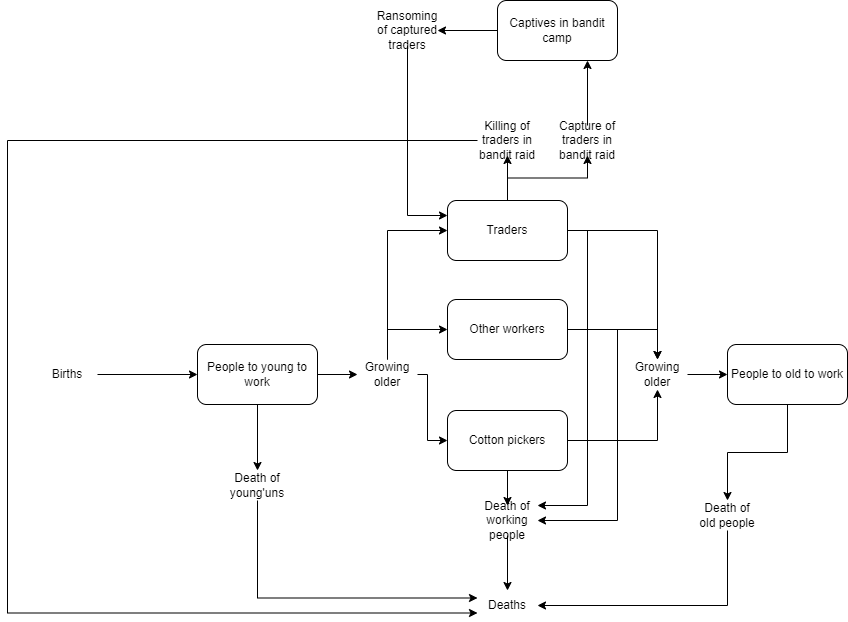 Ransoming
of captured
traders
Captives in bandit
camp
Killing of
traders in
bandit raid
Capture of
traders in
bandit raid
Traders
Other workers
Births
People to young to
work
Growing
older
Growing
older
People to old to work
Cotton pickers
Death of
young'uns
Death of
working
people
Death of
old people
Deaths